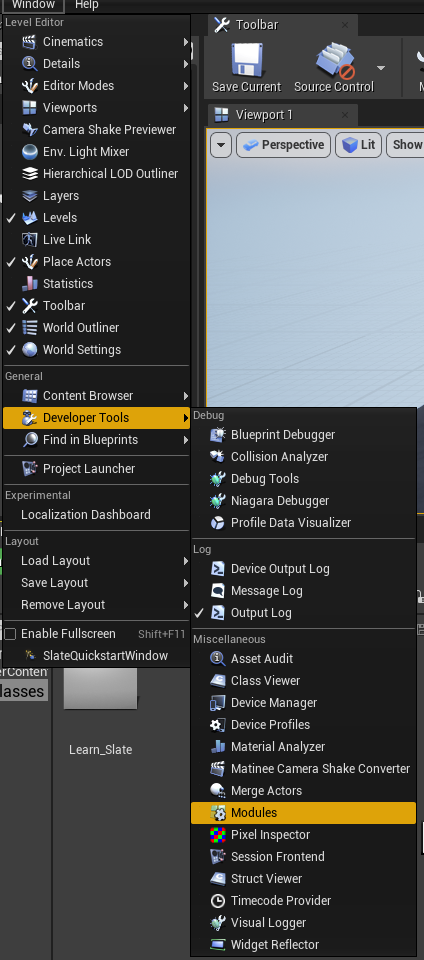 Window Help
Level Editor
Cinematics
Details
Editor Modes
Viewports
Camera Shake Previewer
Env. Light Mixer
Hierarchical LOD Outliner
Layers
Levels
Live Link
Place Actors
Statistics
Toolbar
World Outliner
World Settings
General
Content Browser
Developer Tools
Find in Blueprints
Project Launcher
Experimental
Localization Dashboard
Layout
Load Layout
Save Layout
Remove Layout
Enable Fullscreen Shift+F11
SlateQuickstartWindow
Toolbar
Save Current Source Control
Viewport 1
Perspective Lit Show
Debug
Blueprint Debugger
Collision Analyzer
Debug Tools
Niagara Debugger
Profile Data Visualizer
Log
Device Output Log
Message Log
Output Log
Miscellaneous
Asset Audit
Class Viewer
Device Manager
Device Profiles
Material Analyzer
Matinee Camera Shake Converter
Merge Actors
Modules
Pixel Inspector
Session Frontend
Struct Viewer
Timecode Provider
Visual Logger
Widget Reflector
erConten
lasses
Learn_Slate